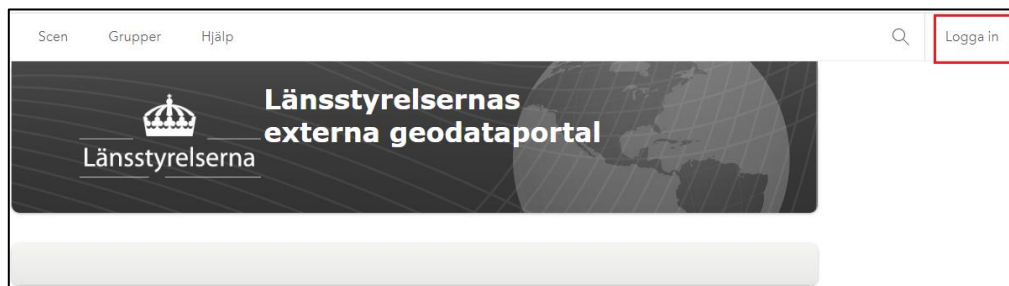 Scen Grupper Hjälp Logga in
Länsstyrelsernas
externa geodataportal
Länsstyrelserna